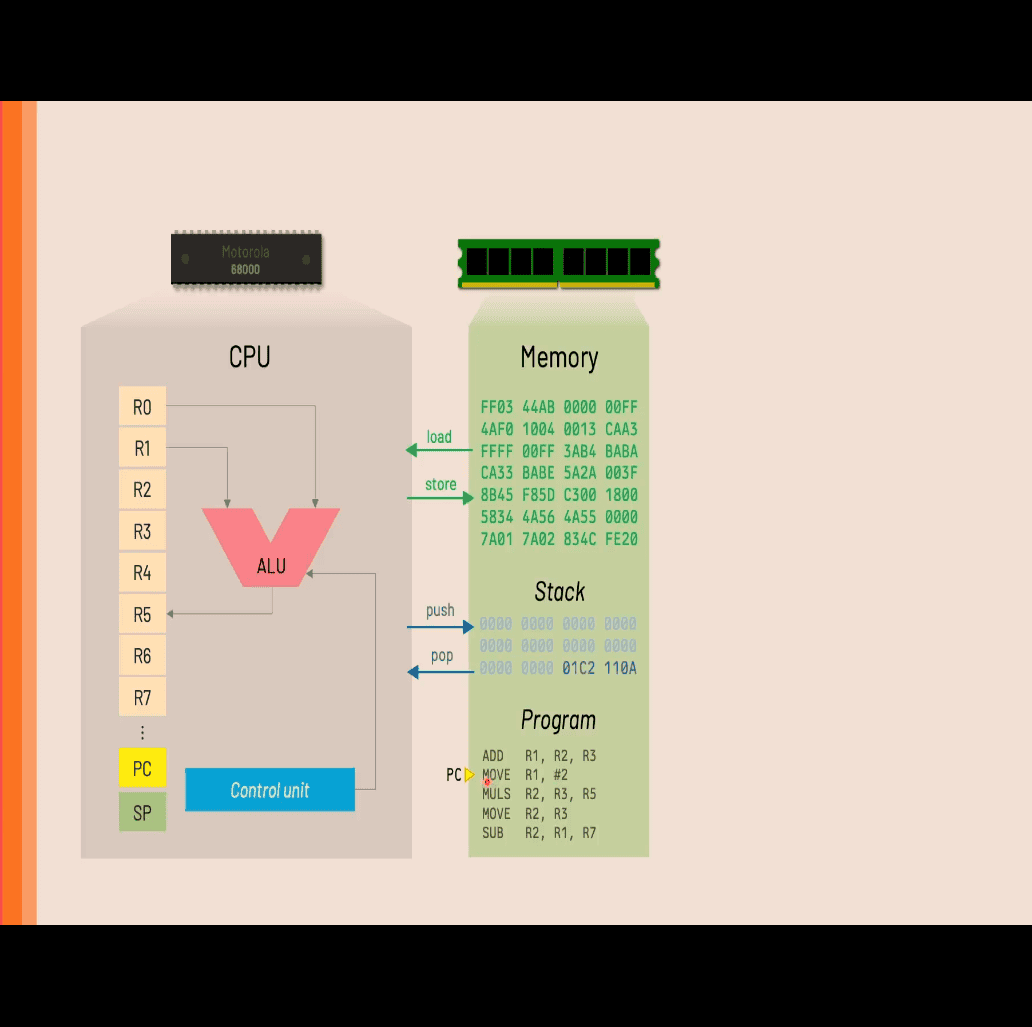 Motorola
68000
CPU
R0
R1
R2
R3
R4
R5
R6
R7
⋮
PC
SP
ALU
Control unit
load
store
push
pop
Memory
FF03 44AB 0000 00FF
4AF0 1004 0013 CAA3
FFFF 00FF 3AB4 BABA
CA33 BABE 5A2A 003F
8B45 F85D C300 1800
5834 4A56 4A55 0000
7A01 7A02 834C FE20
Stack
0000 0000 0000 0000
0000 0000 0000 0000
0000 0000 01C2 110A
Program
ADD R1, R2, R3
PC MOVE R1, #2
MULS R2, R3, R5
MOVE R2, R3
SUB R2, R1, R7